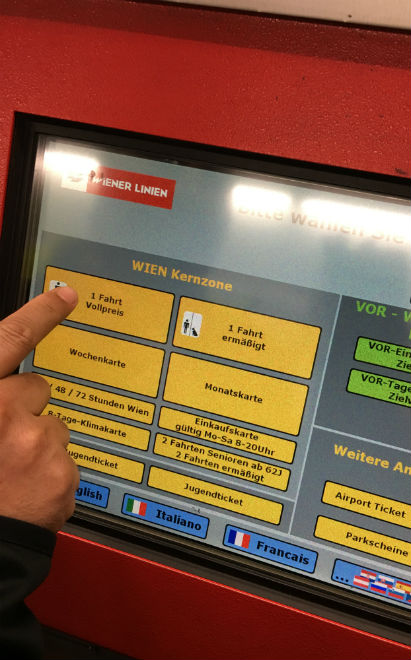 WIENER LINIEN
Bitte wählen Sie
WIEN Kernzone
1 Fahrt
Vollpreis
1 Fahrt
ermäßigt
Wochenkarte
Monatskarte
/ 48 / 72 Stunden Wien
Einkaufskarte
gültig Mo-Sa 8-20Uhr
8-Tage-Klimakarte
2 Fahrten Senioren ab 62J
2 Fahrten ermäßigt
Jugendticket
Jugendticket
VOR - W
VOR-Ein
Zie
VOR-Tage
Zielw
Weitere An
Airport Ticket
Parkscheine
glish
Italiano
Francais
...